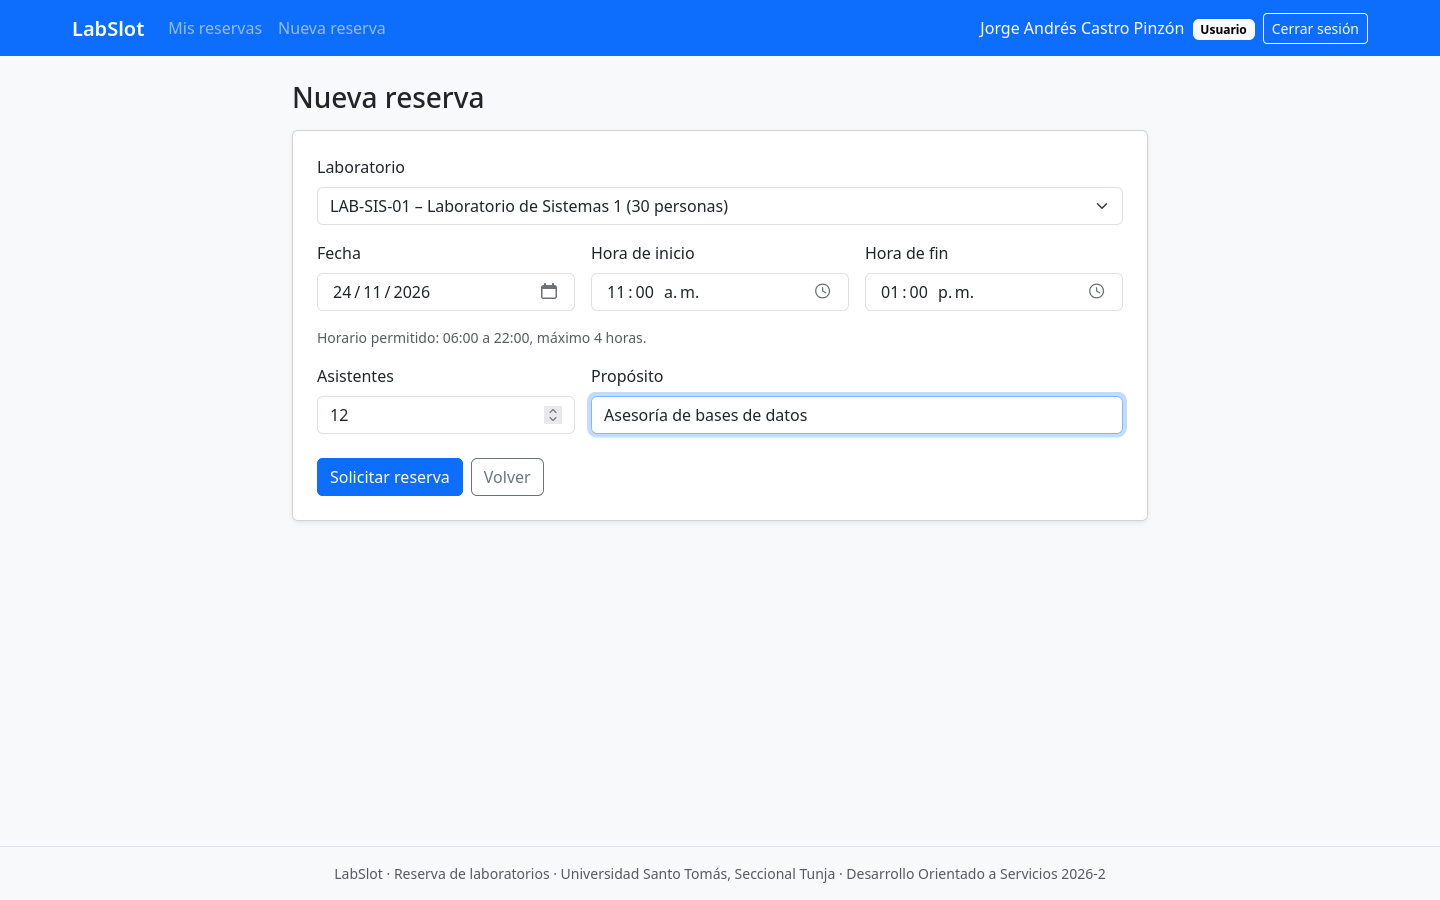 LabSlot Mis reservas Nueva reserva Jorge Andrés Castro Pinzón Usuario Cerrar sesión
Nueva reserva
Laboratorio
LAB-SIS-01 – Laboratorio de Sistemas 1 (30 personas)
Fecha Hora de inicio Hora de fin
24/11/2026 11:00 a.m. 01:00 p.m.
Horario permitido: 06:00 a 22:00, máximo 4 horas.
Asistentes Propósito
12 Asesoría de bases de datos
Solicitar reserva Volver
LabSlot · Reserva de laboratorios · Universidad Santo Tomás, Seccional Tunja · Desarrollo Orientado a Servicios 2026-2